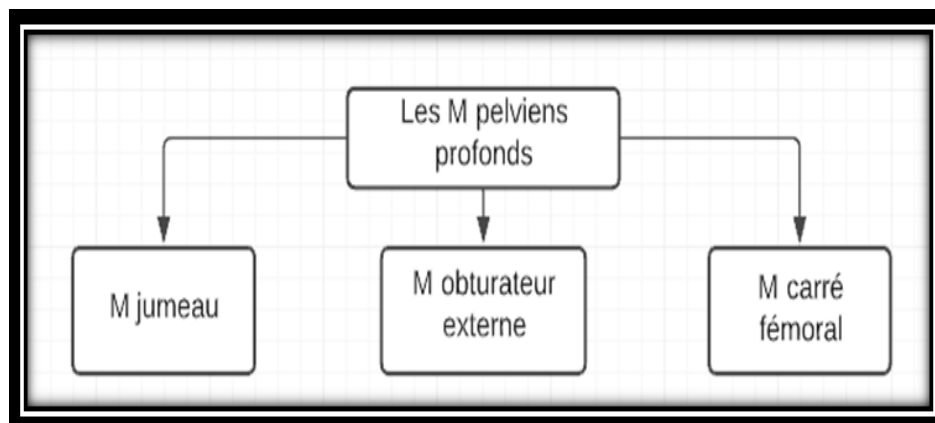 Les M pelviens
profonds
M jumeau
M obturateur
externe
M carré
fémoral